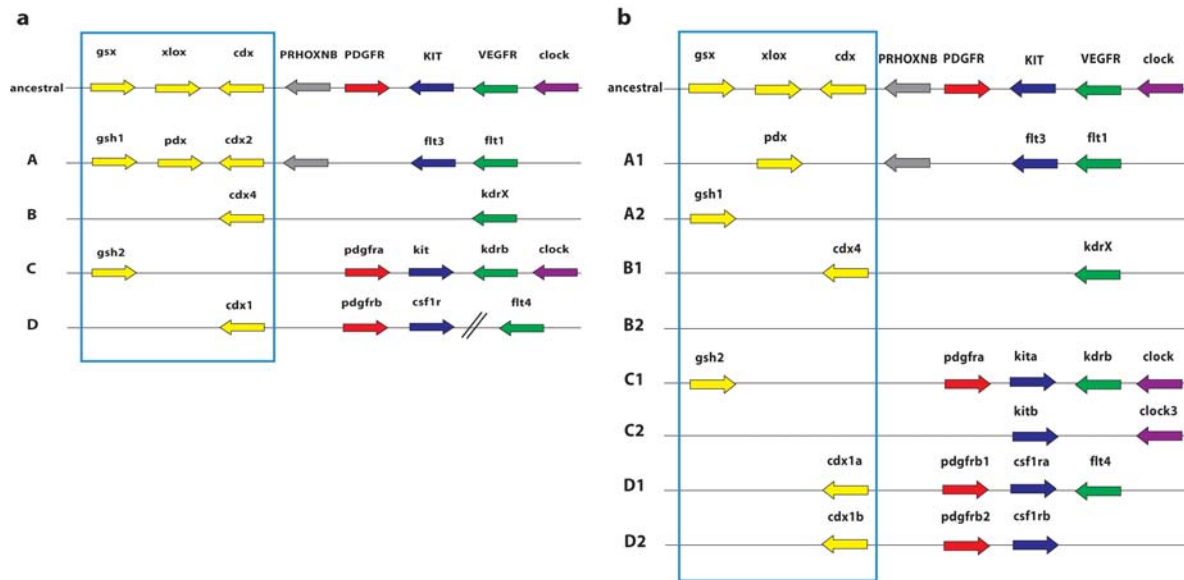 a
gsx xlox cdx PRHOXNB PDGFR KIT VEGFR clock
ancestral
gsh1 pdx cdx2 flt3 flt1
A
cdx4 kdrX
B
gsh2 pdgfra kit kdrb clock
C
cdx1 pdgfrb csf1r flt4
D
b
gsx xlox cdx PRHOXNB PDGFR KIT VEGFR clock
ancestral
pdx flt3 flt1
A1
gsh1
A2
cdx4 kdrX
B1
B2
gsh2 pdgfra kita kdrb clock
C1
kitb clock3
C2
cdx1a pdgfrb1 csf1ra flt4
D1
cdx1b pdgfrb2 csf1rb
D2